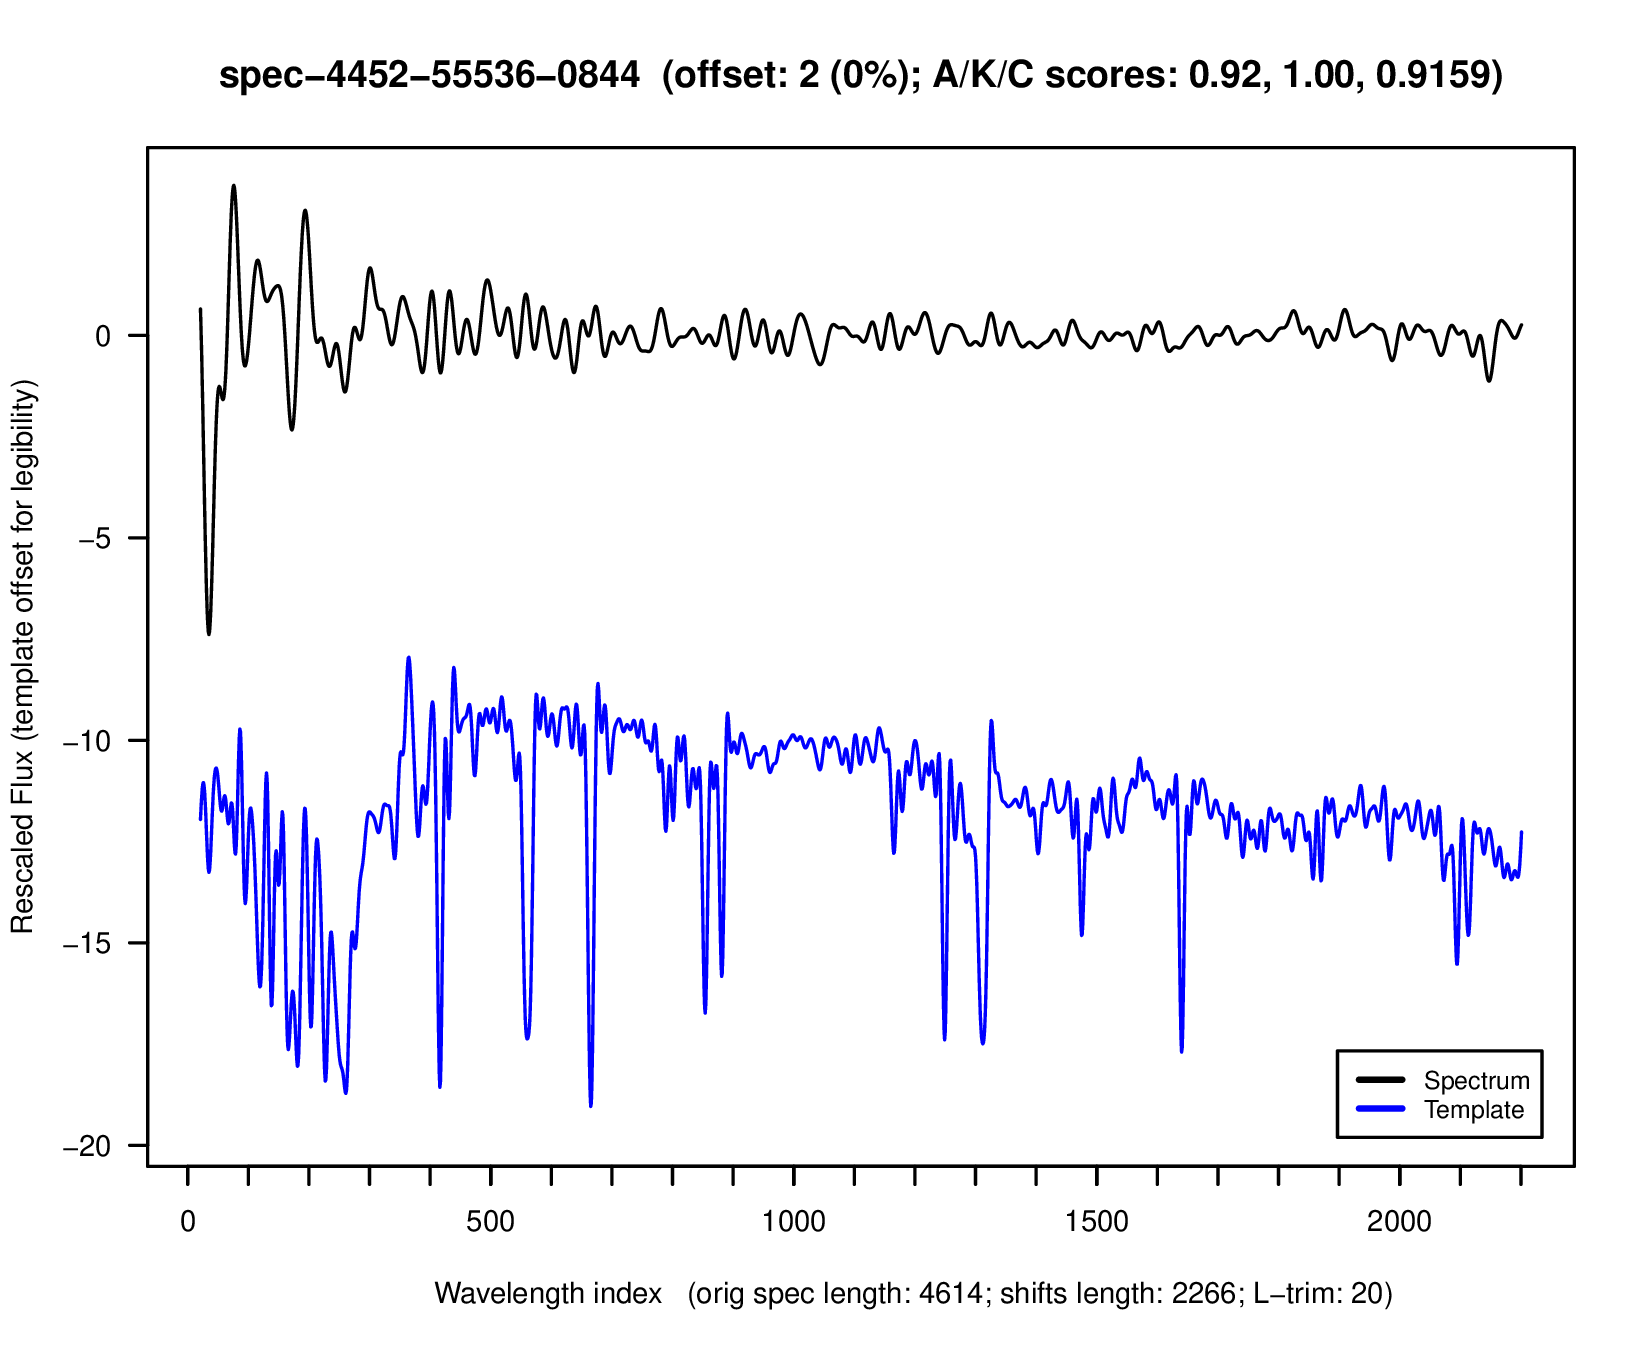 spec−4452−55536−0844 (offset: 2 (0%); A/K/C scores: 0.92, 1.00, 0.9159)
Rescaled Flux (template offset for legibility)
0
−5
−10
−15
−20
Spectrum
Template
0 500 1000 1500 2000
Wavelength index (orig spec length: 4614; shifts length: 2266; L−trim: 20)